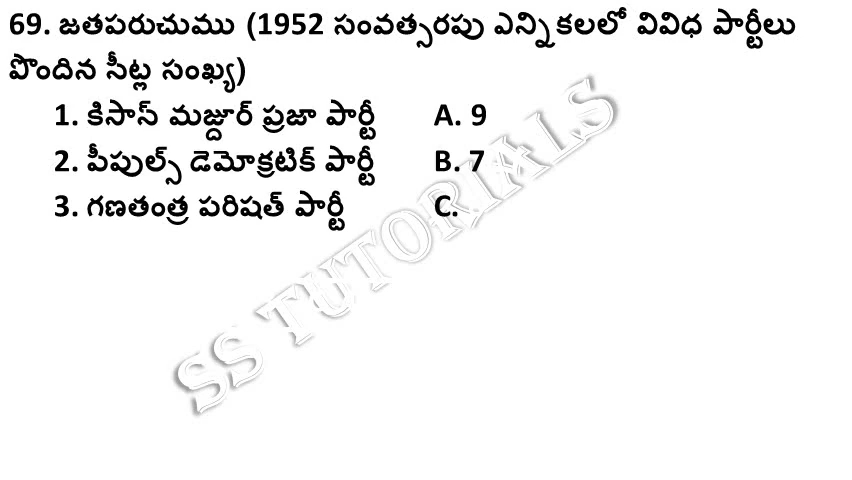 69. జతపరుచుము (1952 సంవత్సరపు ఎన్నికలలో వివిధ పార్టీలు
పొందిన సీట్ల సంఖ్య)
1. కిసాస్ మజ్దూర్ ప్రజా పార్టీ A. 9
2. పీపుల్స్ డెమోక్రటిక్ పార్టీ B. 7
3. గణతంత్ర పరిషత్ పార్టీ C.
SS TUTORIALS